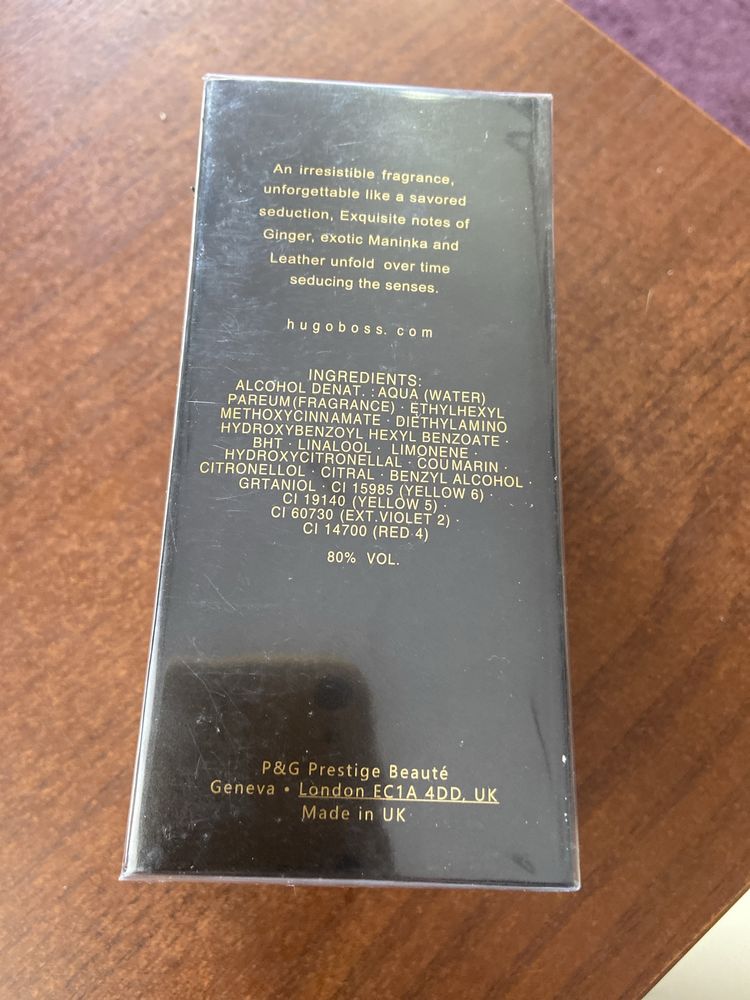 An irresistible fragrance,
unforgettable like a savored
seduction, Exquisite notes of
Ginger, exotic Maninka and
Leather unfold over time
seducing the senses.
hugoboss. com
INGREDIENTS:
ALCOHOL DENAT. : AQUA (WATER)
PAREUM(FRAGRANCE) · ETHYLHEXYL
METHOXYCINNAMATE · DIETHYLAMINO
HYDROXYBENZOYL HEXYL BENZOATE ·
BHT · LINALOOL · LIMONENE ·
HYDROXYCITRONELLAL · COUMARIN ·
CITRONELLOL · CITRAL · BENZYL ALCOHOL ·
GRTANIOL · CI 15985 (YELLOW 6) ·
CI 19140 (YELLOW 5) ·
CI 60730 (EXT.VIOLET 2) ·
CI 14700 (RED 4)
80% VOL.
P&G Prestige Beauté
Geneva • London EC1A 4DD, UK
Made in UK